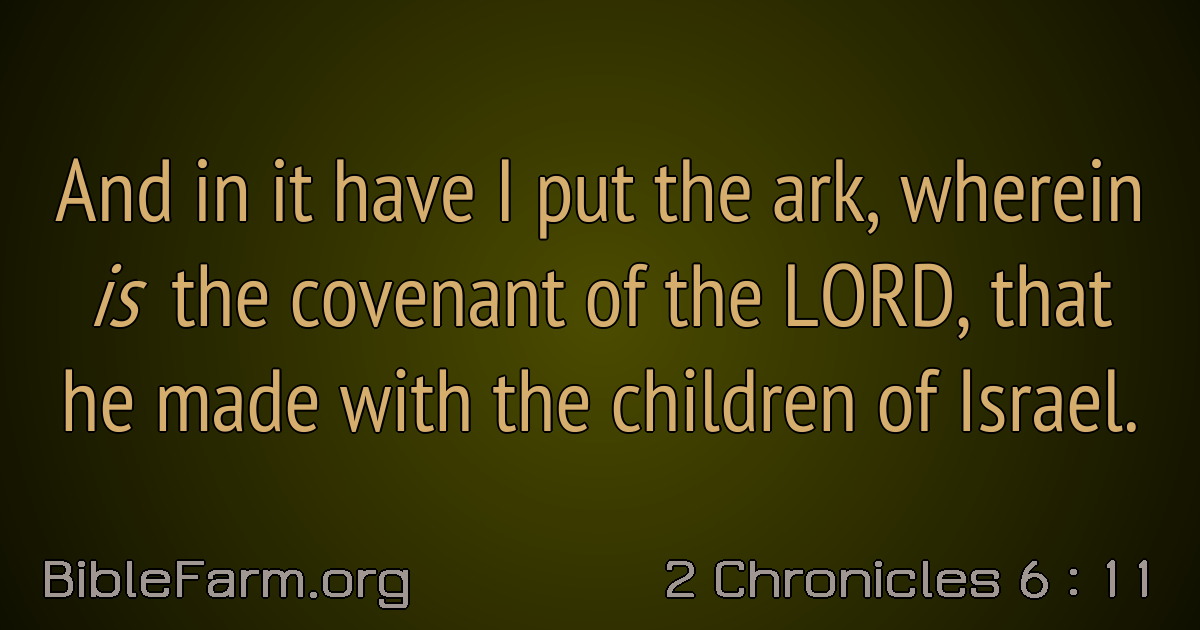 And in it have I put the ark, wherein
is the covenant of the LORD, that
he made with the children of Israel.
BibleFarm.org
2 Chronicles 6 : 11